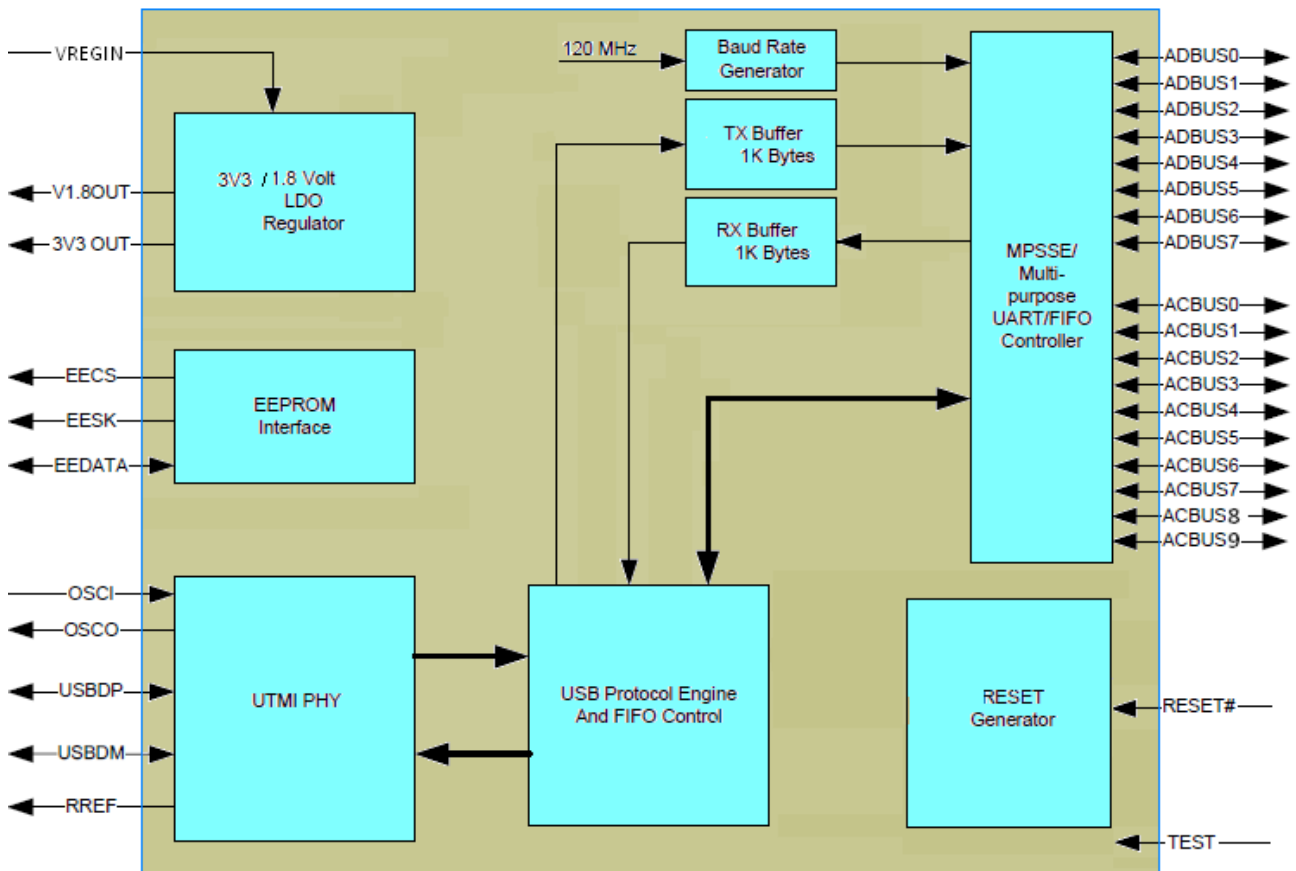 VREGIN
V1.8OUT
3V3 OUT
3V3 / 1.8 Volt
LDO
Regulator
EECS
EESK
EEDATA
EEPROM
Interface
OSCI
OSCO
USBDP
USBDM
RREF
UTMI PHY
120 MHz
Baud Rate
Generator
TX Buffer
1K Bytes
RX Buffer
1K Bytes
USB Protocol Engine
And FIFO Control
MPSSE/
Multi-
purpose
UART/FIFO
Controller
ADBUS0
ADBUS1
ADBUS2
ADBUS3
ADBUS4
ADBUS5
ADBUS6
ADBUS7
ACBUS0
ACBUS1
ACBUS2
ACBUS3
ACBUS4
ACBUS5
ACBUS6
ACBUS7
ACBUS8
ACBUS9
RESET
Generator
RESET#
TEST